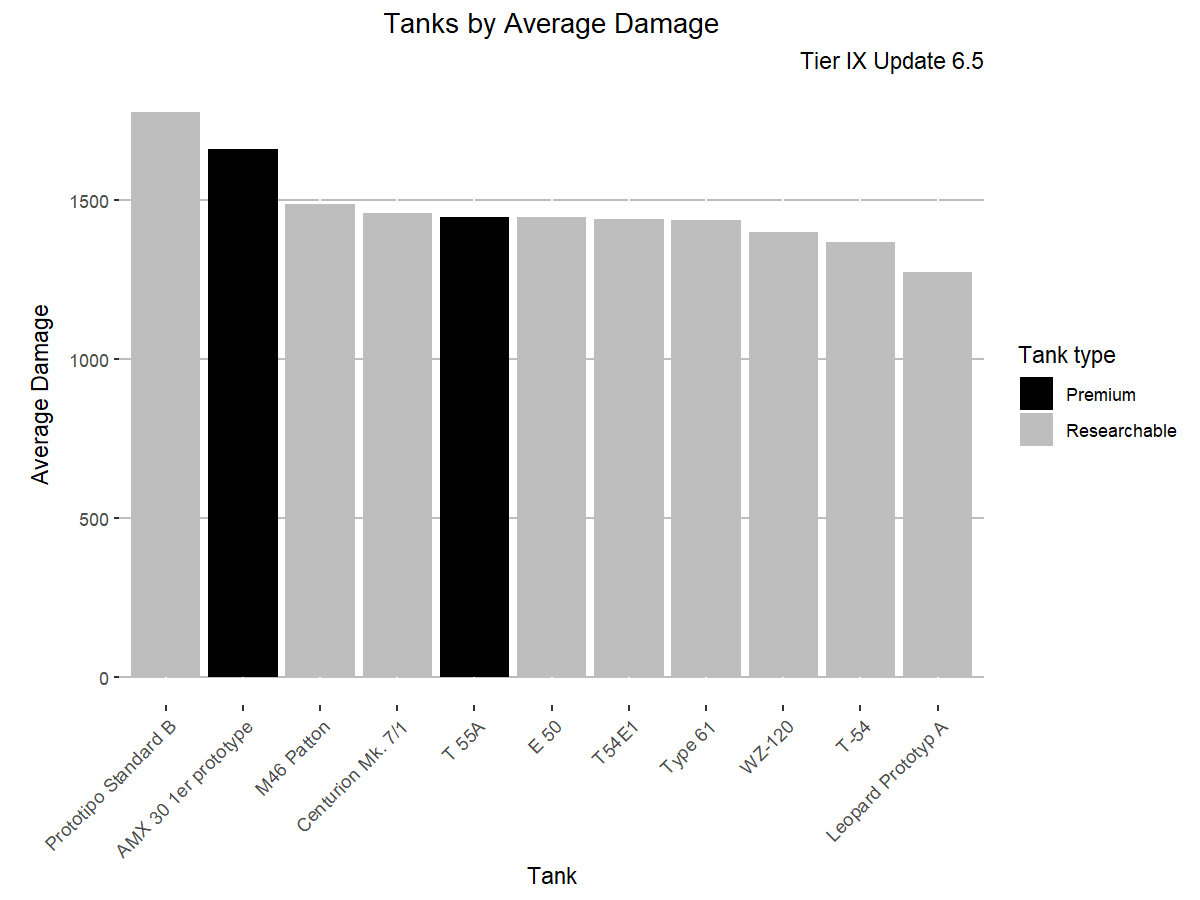 Tanks by Average Damage
Tier IX Update 6.5
Average Damage
1500
1000
500
0
Prototipo Standard B
AMX 30 1er prototype
M46 Patton
Centurion Mk. 7/1
T 55A
E 50
T54E1
Type 61
WZ-120
T-54
Leopard Prototyp A
Tank
Tank type
Premium
Researchable